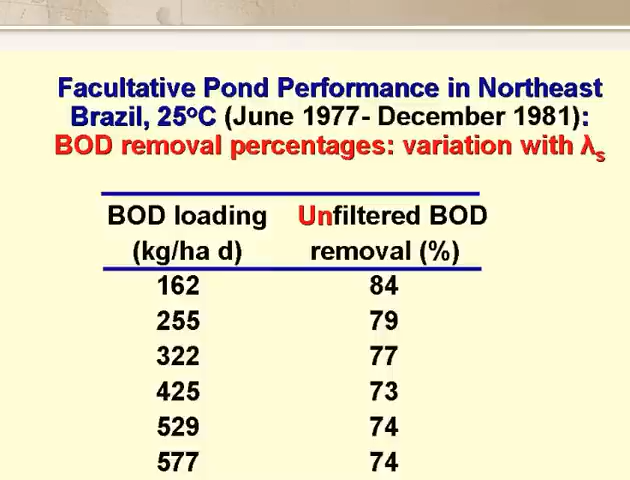 Facultative Pond Performance in Northeast
Brazil, 25ºC (June 1977- December 1981):
BOD removal percentages: variation with λs
BOD loading Unfiltered BOD
(kg/ha d) removal (%)
162 84
255 79
322 77
425 73
529 74
577 74